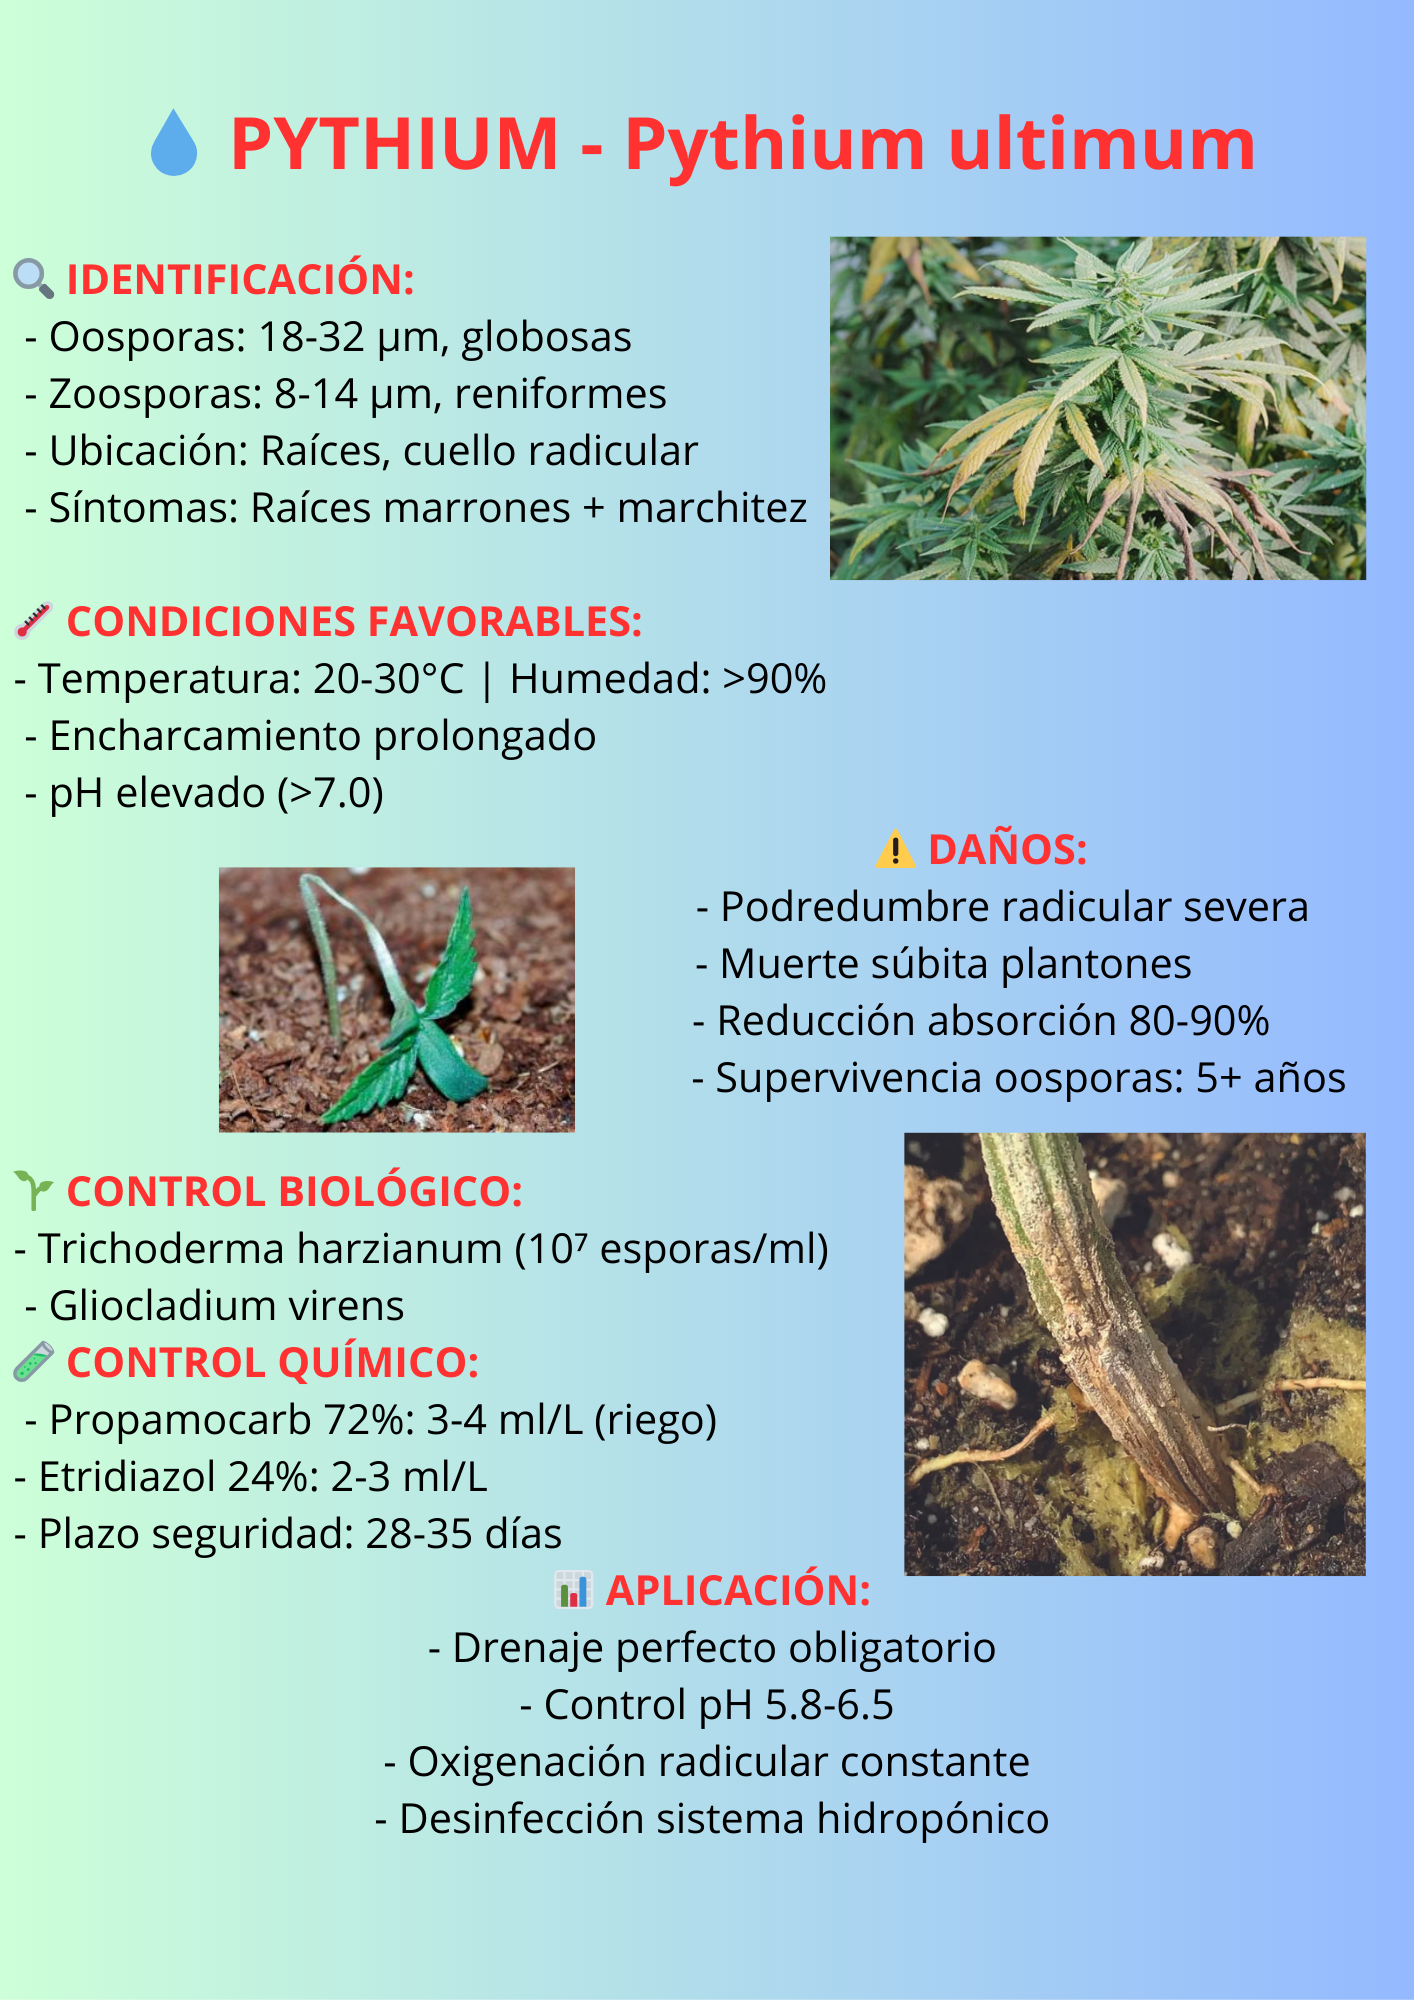 PYTHIUM - Pythium ultimum
IDENTIFICACIÓN:
- Oosporas: 18-32 μm, globosas
- Zoosporas: 8-14 μm, reniformes
- Ubicación: Raíces, cuello radicular
- Síntomas: Raíces marrones + marchitez
CONDICIONES FAVORABLES:
- Temperatura: 20-30°C | Humedad: >90%
- Encharcamiento prolongado
- pH elevado (>7.0)
DAÑOS:
- Podredumbre radicular severa
- Muerte súbita plantones
- Reducción absorción 80-90%
- Supervivencia oosporas: 5+ años
CONTROL BIOLÓGICO:
- Trichoderma harzianum (10⁷ esporas/ml)
- Gliocladium virens
CONTROL QUÍMICO:
- Propamocarb 72%: 3-4 ml/L (riego)
- Etridiazol 24%: 2-3 ml/L
- Plazo seguridad: 28-35 días
APLICACIÓN:
- Drenaje perfecto obligatorio
- Control pH 5.8-6.5
- Oxigenación radicular constante
- Desinfección sistema hidropónico